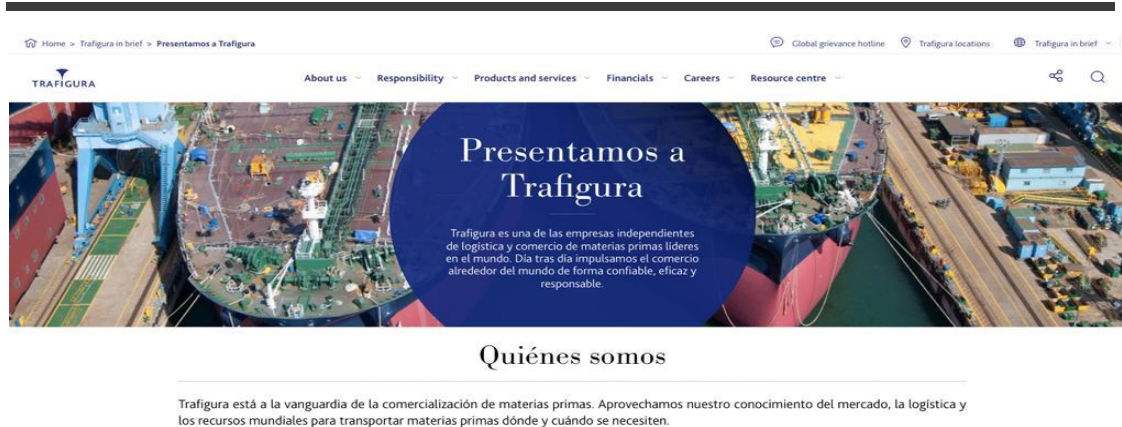 Home > Trafigura in brief > Presentamos a Trafigura
Global grievance hotline
Trafigura locations
Trafigura in brief
TRAFIGURA
About us
Responsibility
Products and services
Financials
Careers
Resource centre
Presentamos a
Trafigura
Trafigura es una de las empresas independientes
de logística y comercio de materias primas líderes
en el mundo. Día tras día impulsamos el comercio
alrededor del mundo de forma confiable, eficaz y
responsable.
Quiénes somos
Trafigura está a la vanguardia de la comercialización de materias primas. Aprovechamos nuestro conocimiento del mercado, la logística y
los recursos mundiales para transportar materias primas dónde y cuándo se necesiten.